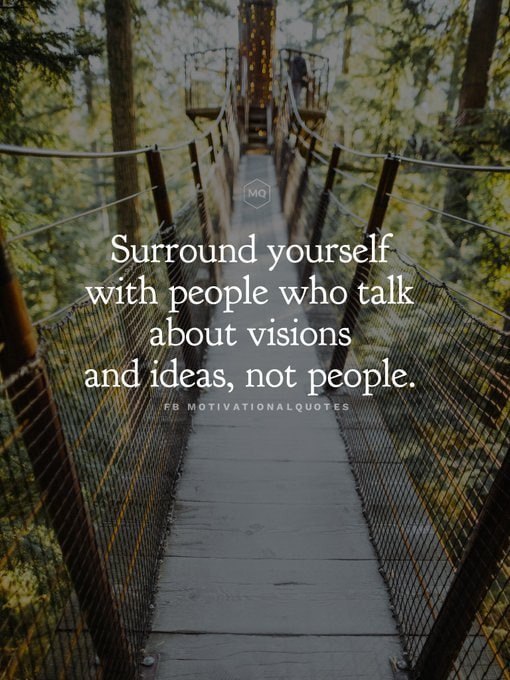 MQ
Surround yourself
with people who talk
about visions
and ideas, not people.
FB MOTIVATIONALQUOTES